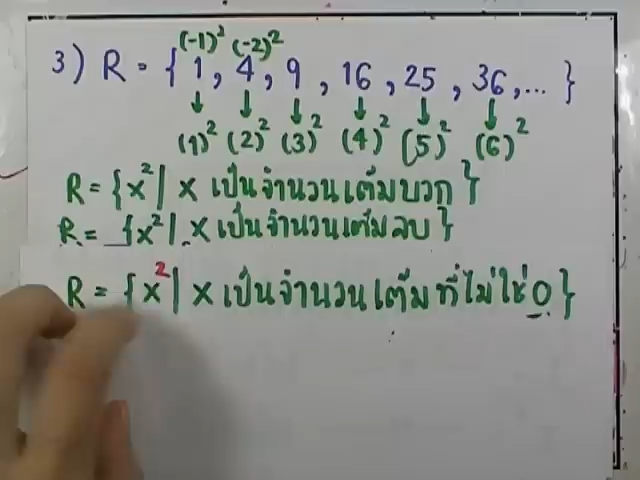 (-1)² (-2)²
3) R = { 1, 4, 9, 16, 25, 36, ... }
(1)² (2)² (3)² (4)² (5)² (6)²
R = {x² | x เป็นจำนวนเต็มบวก}
R = {x² | x เป็นจำนวนเต็มลบ}
R = {x² | x เป็นจำนวนเต็มที่ไม่ใช่ 0}